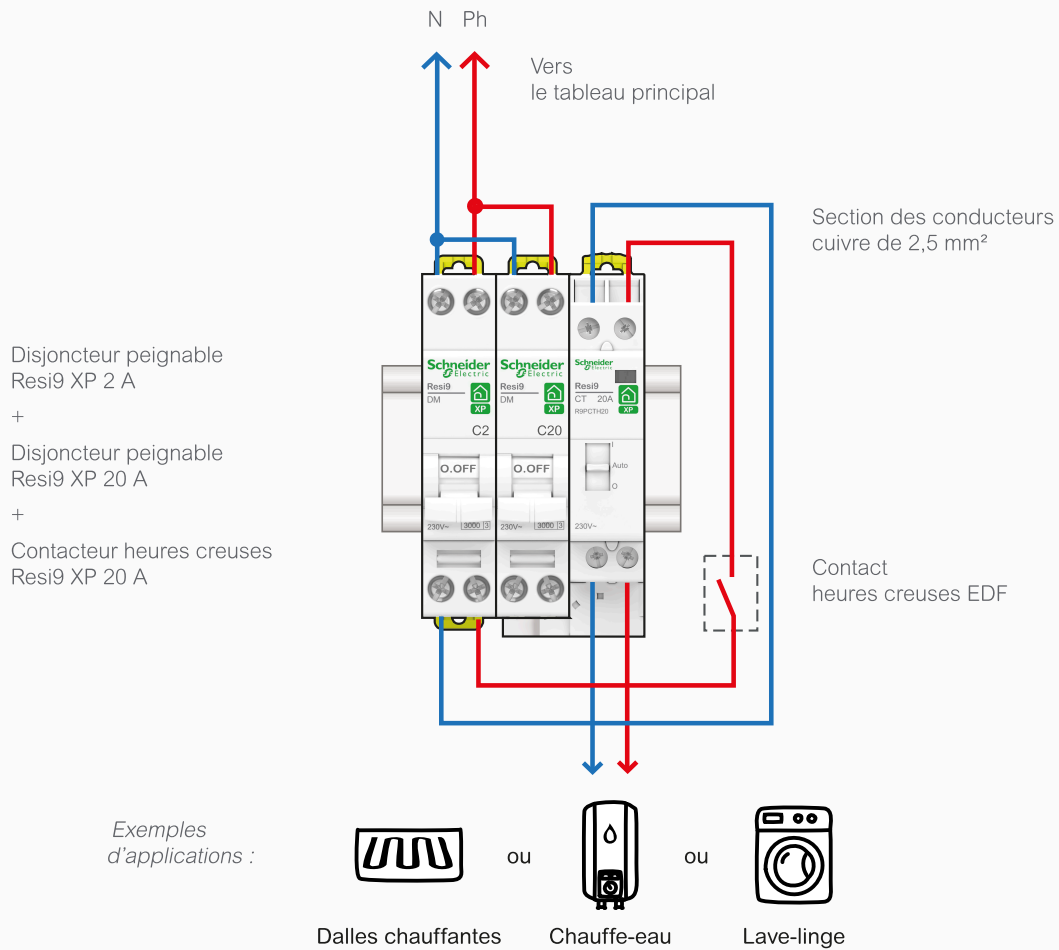 N Ph
Vers
le tableau principal
Section des conducteurs
cuivre de 2,5 mm²
Disjoncteur peignable
Resi9 XP 2 A
+
Disjoncteur peignable
Resi9 XP 20 A
+
Contacteur heures creuses
Resi9 XP 20 A
Schneider
Electric
Resi9
DM
XP
C2
O.OFF
230V~ 3000 3
Schneider
Electric
Resi9
DM
XP
C20
O.OFF
230V~ 3000 3
Schneider
Electric
Resi9
CT 20A
R9PCTH20
XP
I
Auto
O
230V~
Contact
heures creuses EDF
Exemples
d'applications :
ou
ou
Dalles chauffantes
Chauffe-eau
Lave-linge